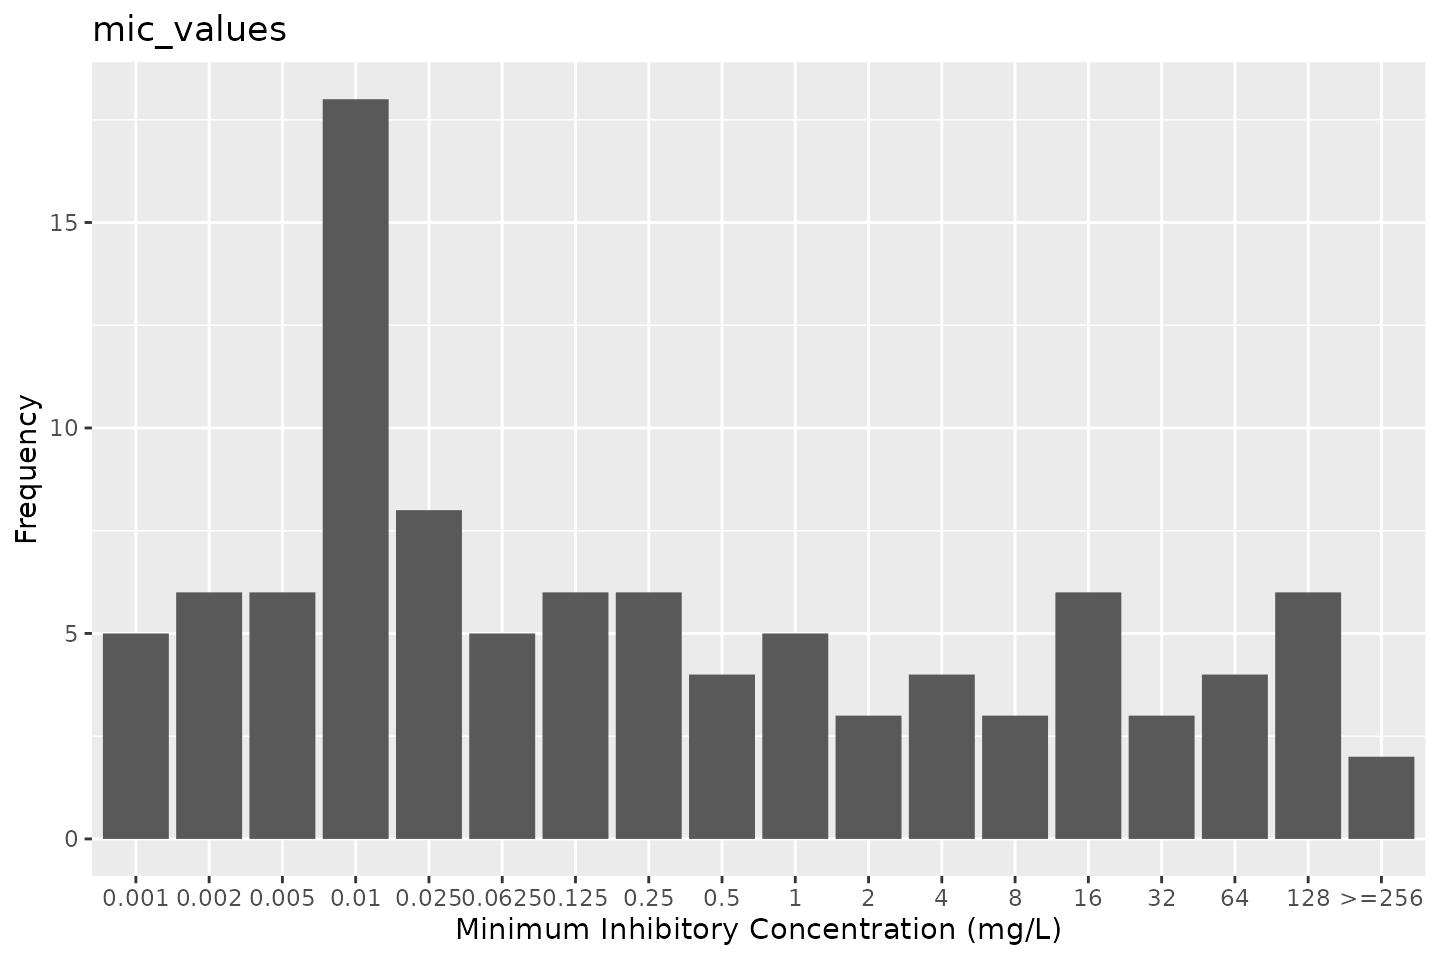 mic_values
Frequency
15
10
5
0
0.001 0.002 0.005 0.01 0.025 0.0625 0.125 0.25 0.5 1 2 4 8 16 32 64 128 >=256
Minimum Inhibitory Concentration (mg/L)